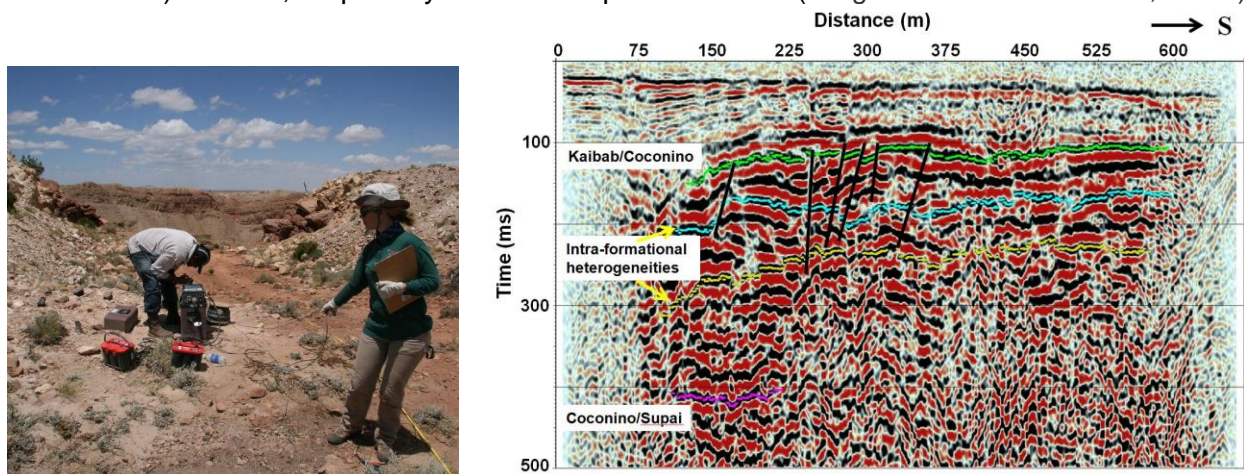 Distance (m)
S
0 75 150 225 300 375 450 525 600
100
Kaibab/Coconino
Time (ms)
Intra-formational
heterogeneities
300
Coconino/Supai
500